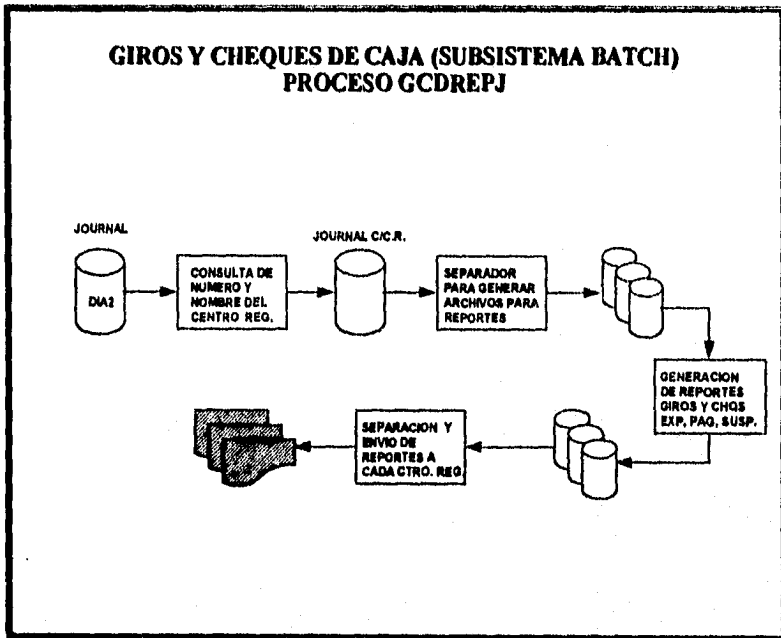 GIROS Y CHEQUES DE CAJA (SUBSISTEMA BATCH)
PROCESO GCDREPJ
JOURNAL
DIA2
CONSULTA DE
NUMERO Y
NOMBRE DEL
CENTRO REG.
JOURNAL C/C.R.
SEPARADOR
PARA GENERAR
ARCHIVOS PARA
REPORTES
GENERACION
DE REPORTES
GIROS Y CHQS
EXP, PAG, SUSP.
SEPARACION Y
ENVIO DE
REPORTES A
CADA CTRO. REG